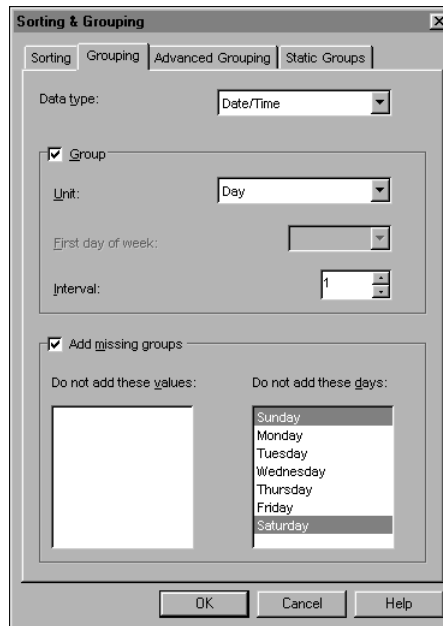 Sorting & Grouping
Sorting Grouping Advanced Grouping Static Groups
Data type: Date/Time
Group
Unit: Day
First day of week:
Interval: 1
Add missing groups
Do not add these values: Do not add these days:
Sunday
Monday
Tuesday
Wednesday
Thursday
Friday
Saturday
OK Cancel Help